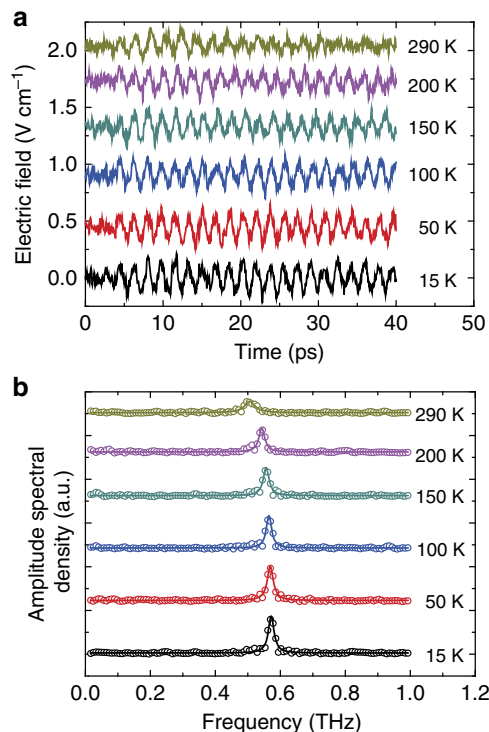 a
2.0
290 K
200 K
1.5
150 K
1.0
100 K
0.5
50 K
0.0
15 K
Electric field (V cm⁻¹)
0 10 20 30 40 50
Time (ps)
b
290 K
200 K
150 K
100 K
50 K
15 K
Amplitude spectral
density (a.u.)
0.0 0.2 0.4 0.6 0.8 1.0 1.2
Frequency (THz)